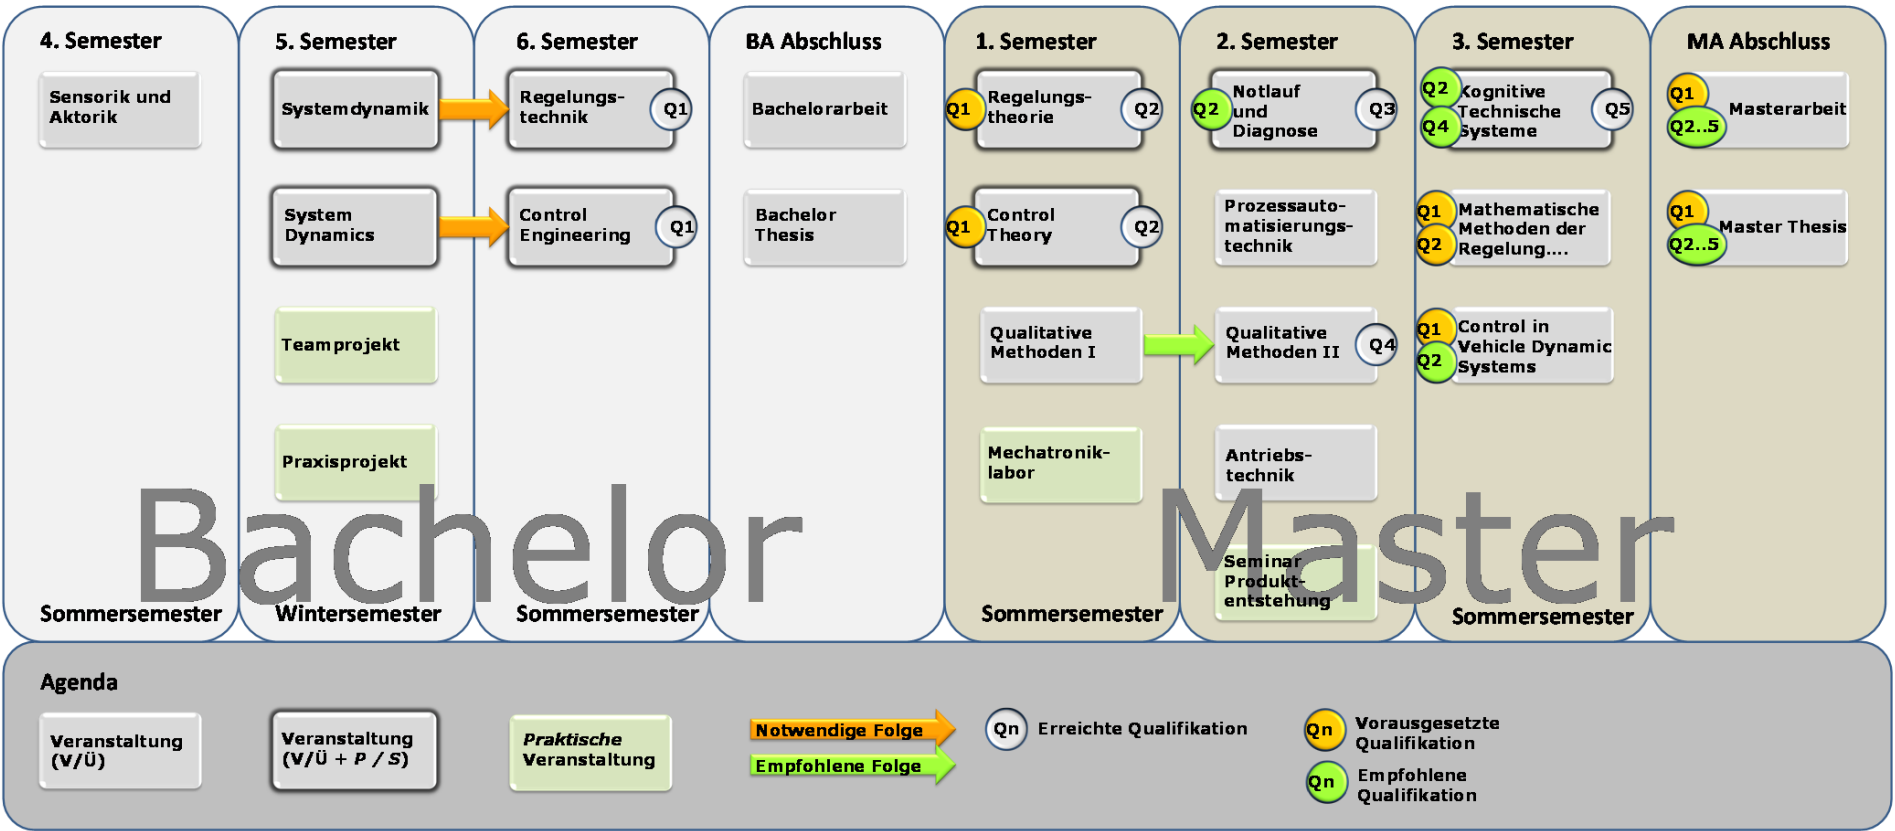 4. Semester
Sensorik und
Aktorik
Sommersemester
5. Semester
Systemdynamik
System
Dynamics
Teamprojekt
Praxisprojekt
Wintersemester
6. Semester
Regelungs-
technik
Q1
Control
Engineering
Q1
Sommersemester
BA Abschluss
Bachelorarbeit
Bachelor
Thesis
Bachelor
1. Semester
Q1
Regelungs-
theorie
Q2
Q1
Control
Theory
Q2
Qualitative
Methoden I
Mechatronik-
labor
Sommersemester
2. Semester
Q2
Notlauf
und
Diagnose
Q3
Prozessauto-
matisierungs-
technik
Qualitative
Methoden II
Q4
Antriebs-
technik
Seminar
Produkt-
entstehung
3. Semester
Q2
Q4
Kognitive
Technische
Systeme
Q5
Q1
Q2
Mathematische
Methoden der
Regelung....
Q1
Q2
Control in
Vehicle Dynamic
Systems
Sommersemester
MA Abschluss
Q1
Q2..5
Masterarbeit
Q1
Q2..5
Master Thesis
Master
Agenda
Veranstaltung
(V/Ü)
Veranstaltung
(V/Ü + P / S)
Praktische
Veranstaltung
Notwendige Folge
Empfohlene Folge
Qn
Erreichte Qualifikation
Qn
Vorausgesetzte
Qualifikation
Qn
Empfohlene
Qualifikation